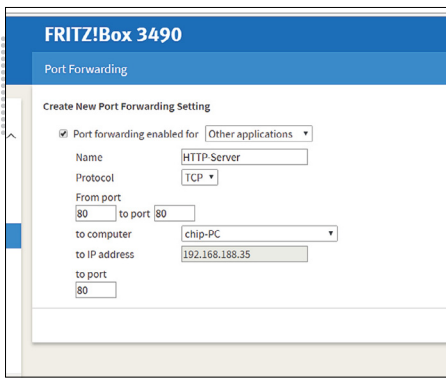 FRITZ!Box 3490
Port Forwarding
Create New Port Forwarding Setting
Port forwarding enabled for Other applications
Name HTTP-Server
Protocol TCP
From port
80 to port 80
to computer chip-PC
to IP address 192.168.188.35
to port
80